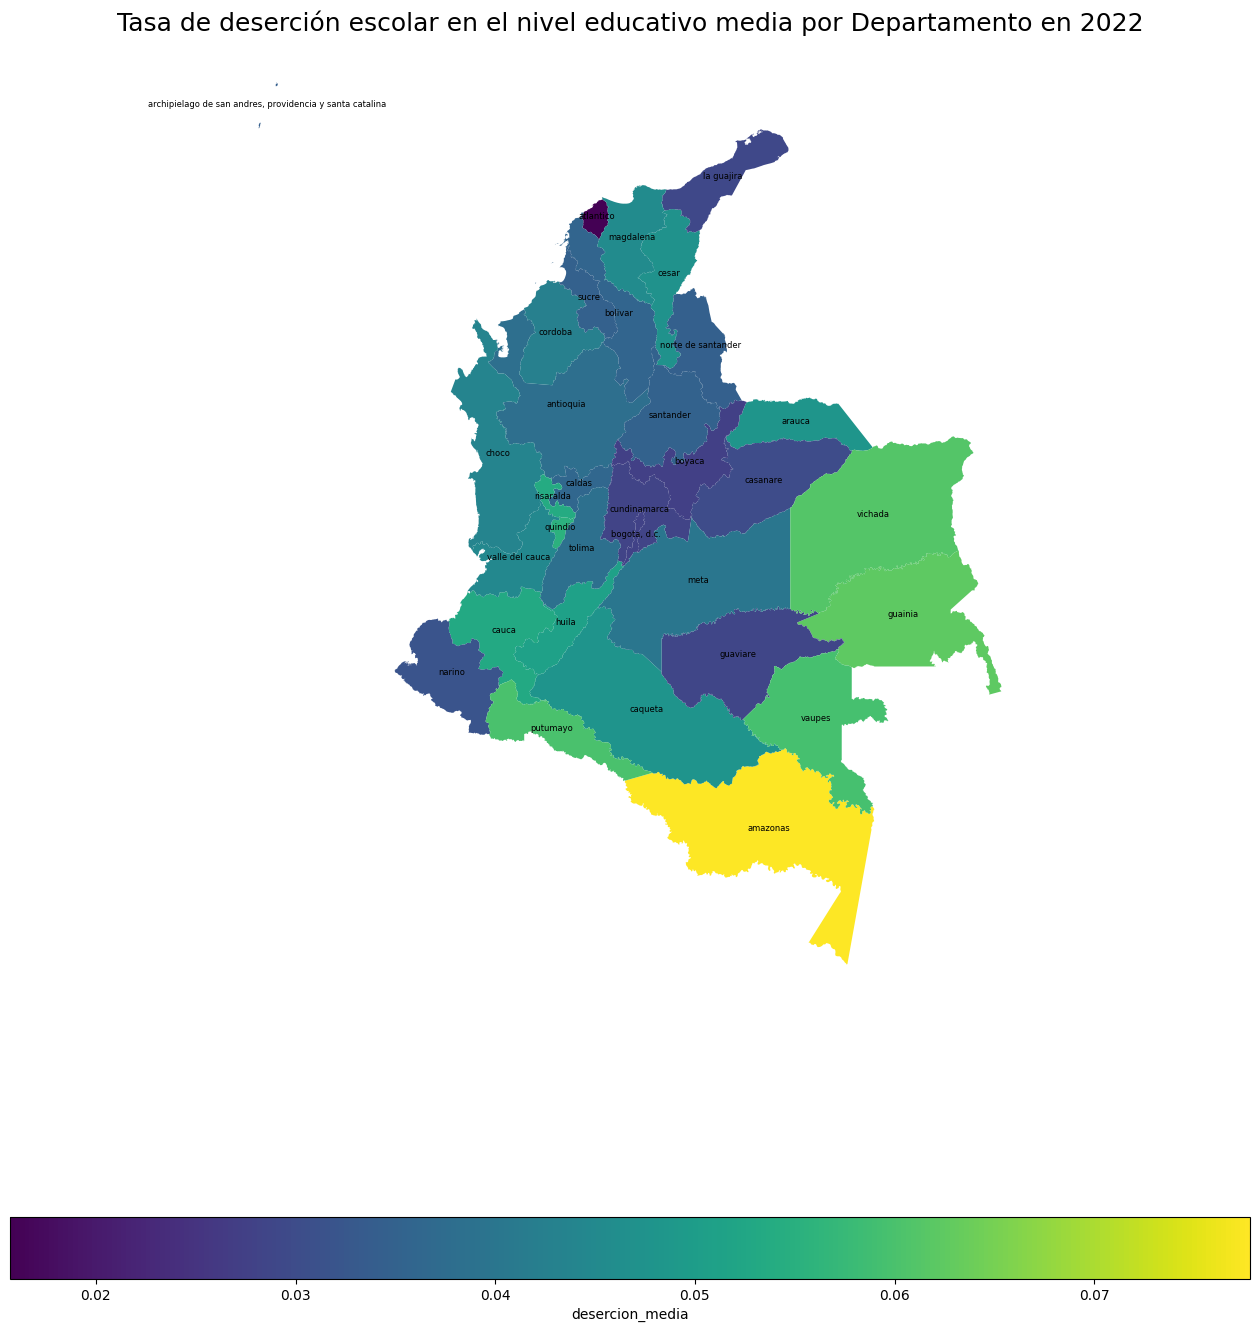 Tasa de deserción escolar en el nivel educativo media por Departamento en 2022
archipielago de san andres, providencia y santa catalina
la guajira
atlantico
magdalena
cesar
sucre
bolivar
cordoba
norte de santander
antioquia
santander
arauca
choco
boyaca
casanare
caldas
risaralda
cundinamarca
vichada
quindio
bogota, d.c.
tolima
valle del cauca
meta
guainia
huila
cauca
guaviare
narino
caqueta
vaupes
putumayo
amazonas
0.02 0.03 0.04 0.05 0.06 0.07
desercion_media